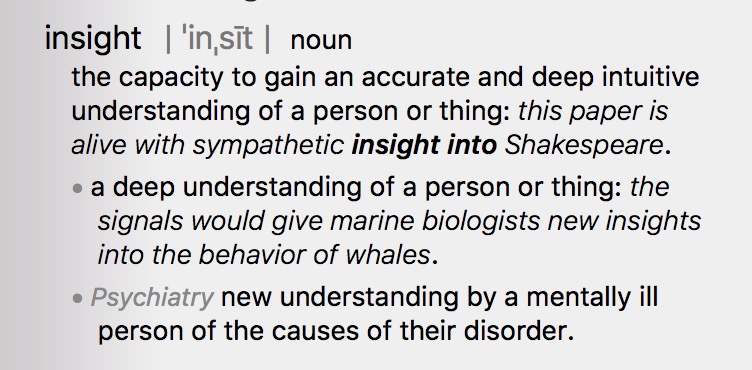 insight | ˈinˌsīt | noun
the capacity to gain an accurate and deep intuitive
understanding of a person or thing: this paper is
alive with sympathetic insight into Shakespeare.
• a deep understanding of a person or thing: the
signals would give marine biologists new insights
into the behavior of whales.
• Psychiatry new understanding by a mentally ill
person of the causes of their disorder.